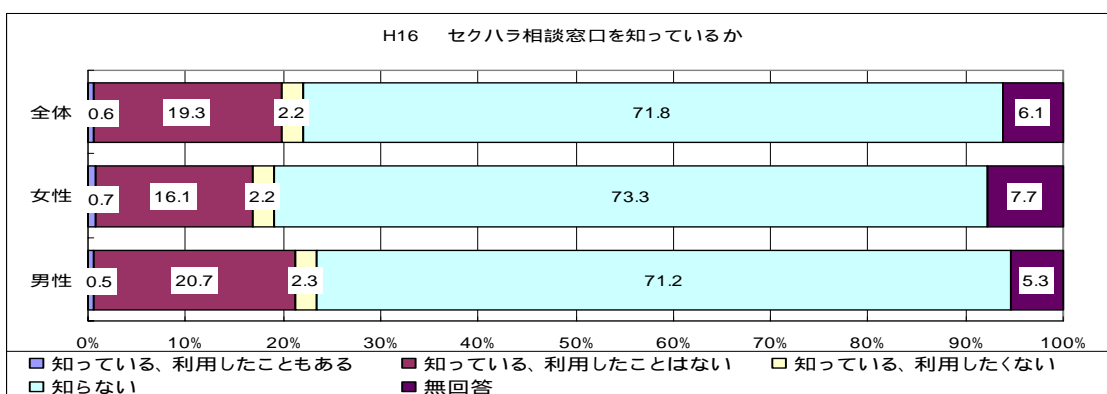 H16 セクハラ相談窓口を知っているか
全体 0.6 19.3 2.2 71.8 6.1
女性 0.7 16.1 2.2 73.3 7.7
男性 0.5 20.7 2.3 71.2 5.3
0% 10% 20% 30% 40% 50% 60% 70% 80% 90% 100%
知っている、利用したこともある 知っている、利用したことはない 知っている、利用したくない
知らない 無回答